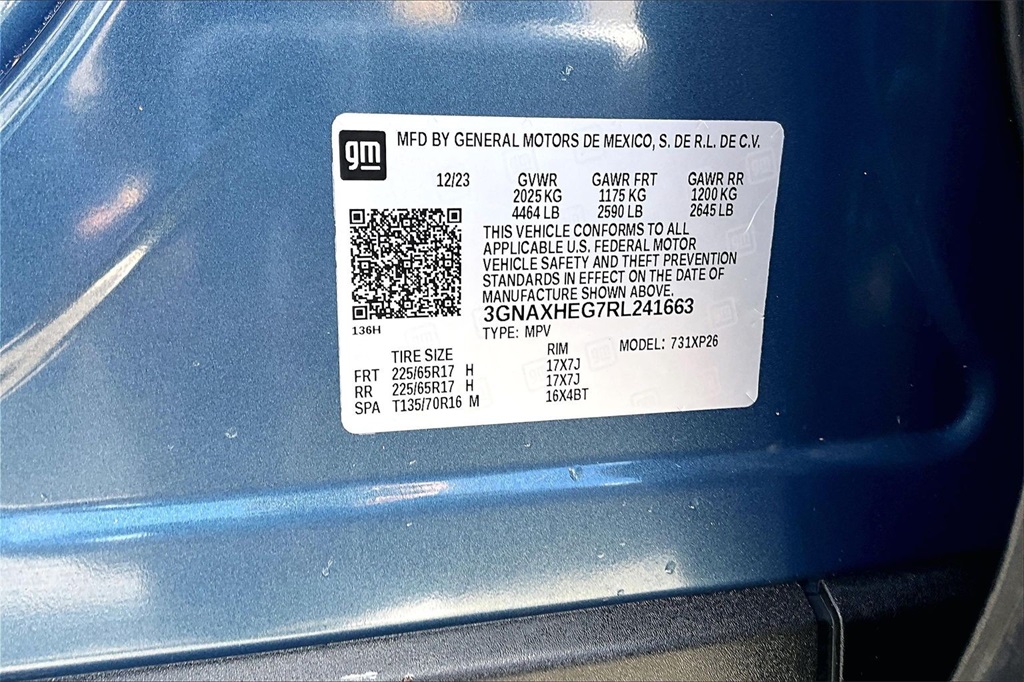 gm
MFD BY GENERAL MOTORS DE MEXICO, S. DE R.L. DE C.V.
12/23 GVWR GAWR FRT GAWR RR
2025 KG 1175 KG 1200 KG
4464 LB 2590 LB 2645 LB
THIS VEHICLE CONFORMS TO ALL
APPLICABLE U.S. FEDERAL MOTOR
VEHICLE SAFETY AND THEFT PREVENTION
STANDARDS IN EFFECT ON THE DATE OF
MANUFACTURE SHOWN ABOVE.
136H
3GNAXHEG7RL241663
TYPE: MPV
MODEL: 731XP26
TIRE SIZE RIM
FRT 225/65R17 H 17X7J
RR 225/65R17 H 17X7J
SPA T135/70R16 M 16X4BT